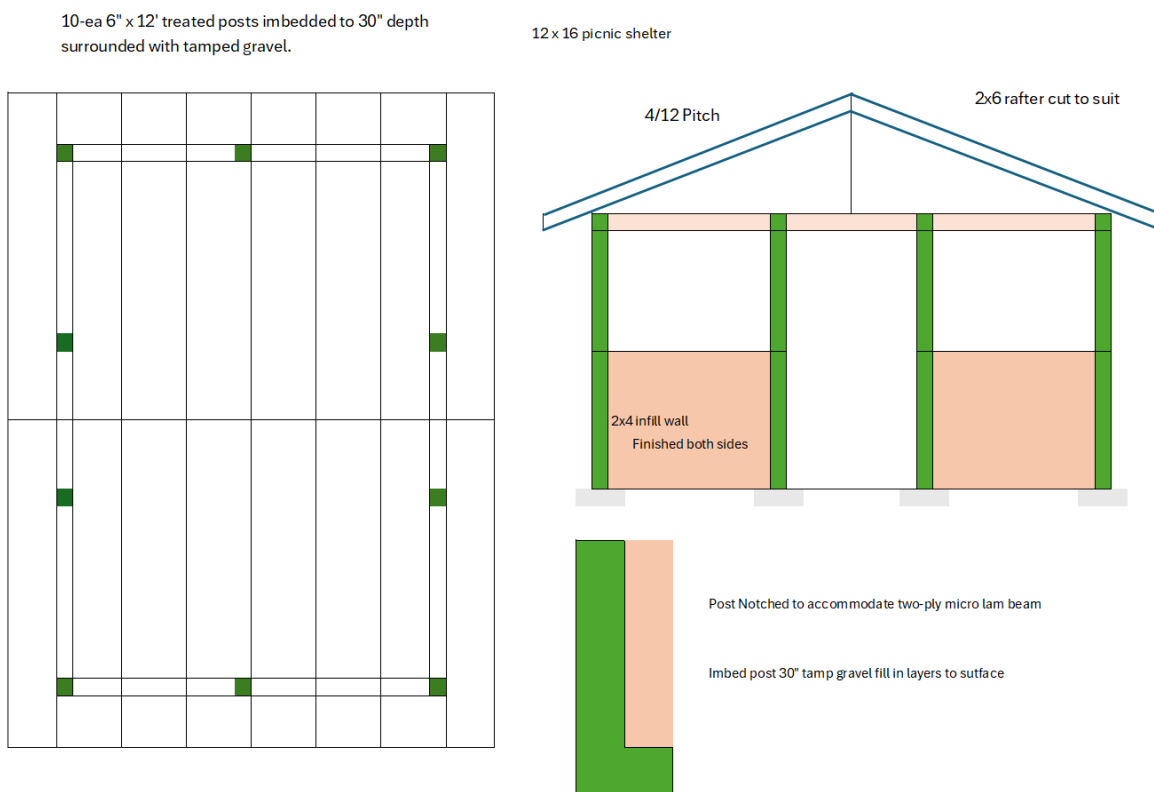 10-ea 6" x 12' treated posts imbedded to 30" depth
surrounded with tamped gravel.
12 x 16 picnic shelter
4/12 Pitch
2x6 rafter cut to suit
2x4 infill wall
Finished both sides
Post Notched to accommodate two-ply micro lam beam
Imbed post 30" tamp gravel fill in layers to sutface